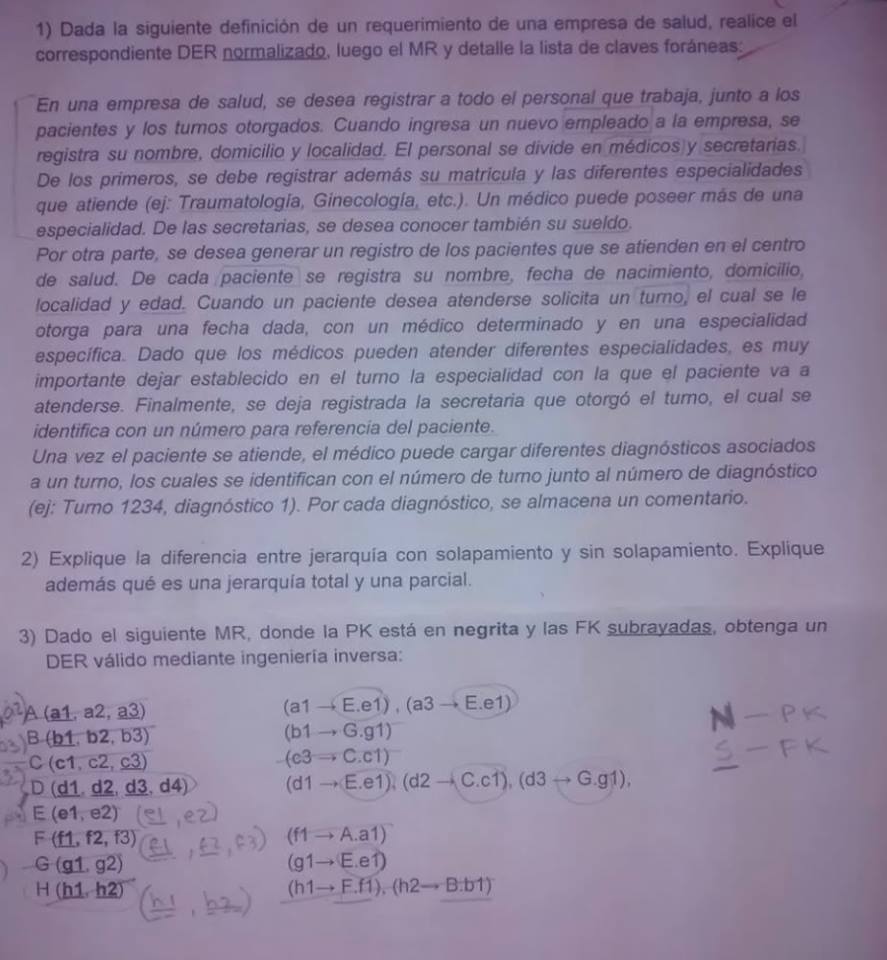 1) Dada la siguiente definición de un requerimiento de una empresa de salud, realice el
correspondiente DER normalizado, luego el MR y detalle la lista de claves foráneas:
En una empresa de salud, se desea registrar a todo el personal que trabaja, junto a los
pacientes y los turnos otorgados. Cuando ingresa un nuevo empleado a la empresa, se
registra su nombre, domicilio y localidad. El personal se divide en médicos y secretarias.
De los primeros, se debe registrar además su matrícula y las diferentes especialidades
que atiende (ej: Traumatología, Ginecología, etc.). Un médico puede poseer más de una
especialidad. De las secretarias, se desea conocer también su sueldo.
Por otra parte, se desea generar un registro de los pacientes que se atienden en el centro
de salud. De cada paciente se registra su nombre, fecha de nacimiento, domicilio,
localidad y edad. Cuando un paciente desea atenderse solicita un turno, el cual se le
otorga para una fecha dada, con un médico determinado y en una especialidad
específica. Dado que los médicos pueden atender diferentes especialidades, es muy
importante dejar establecido en el turno la especialidad con la que el paciente va a
atenderse. Finalmente, se deja registrada la secretaria que otorgó el turno, el cual se
identifica con un número para referencia del paciente.
Una vez el paciente se atiende, el médico puede cargar diferentes diagnósticos asociados
a un turno, los cuales se identifican con el número de turno junto al número de diagnóstico
(ej: Turno 1234, diagnóstico 1). Por cada diagnóstico, se almacena un comentario.
2) Explique la diferencia entre jerarquía con solapamiento y sin solapamiento. Explique
además qué es una jerarquía total y una parcial.
3) Dado el siguiente MR, donde la PK está en negrita y las FK subrayadas, obtenga un
DER válido mediante ingeniería inversa:
A (a1, a2, a3) (a1 → E.e1) , (a3 → E.e1)
B (b1, b2, b3) (b1 → G.g1)
C (c1, c2, c3) (c3 → C.c1)
D (d1, d2, d3, d4) (d1 → E.e1), (d2 → C.c1), (d3 → G.g1),
E (e1, e2) (e1, e2)
F (f1, f2, f3) (f1, f2, f3) (f1 → A.a1)
G (g1, g2) (g1→ E.e1)
H (h1, h2) (h1, h2) (h1→ F.f1), (h2→ B.b1)
N — PK
S — FK